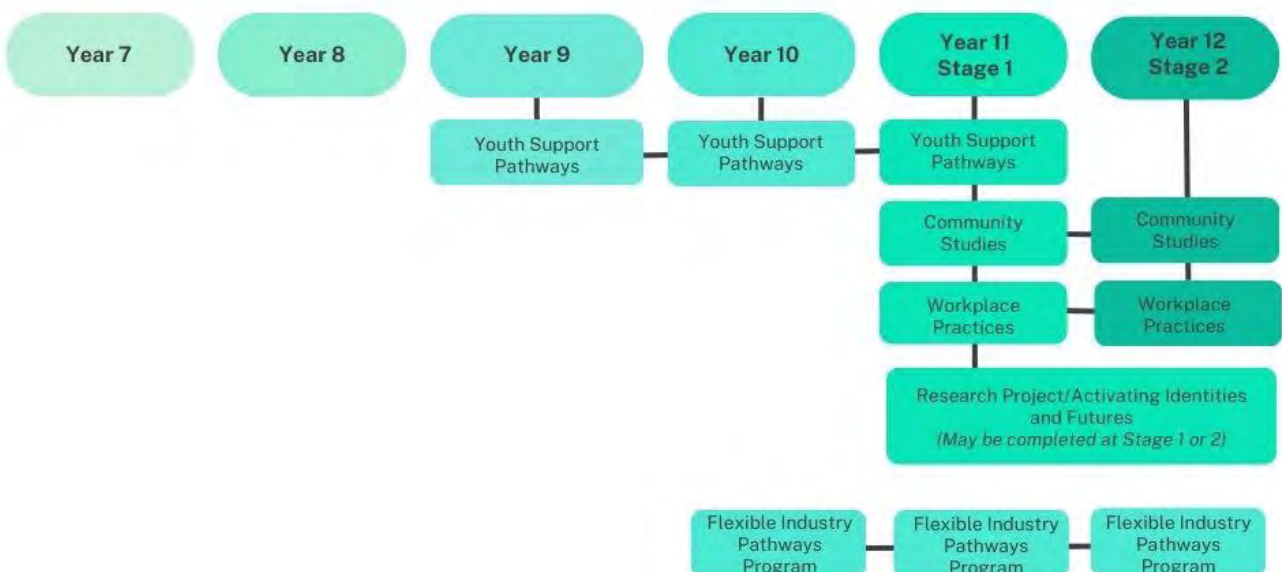 Year 7
Year 8
Year 9
Year 10
Year 11
Stage 1
Year 12
Stage 2
Youth Support
Pathways
Youth Support
Pathways
Youth Support
Pathways
Community
Studies
Community
Studies
Workplace
Practices
Workplace
Practices
Research Project/Activating Identities
and Futures
(May be completed at Stage 1 or 2)
Flexible Industry
Pathways
Program
Flexible Industry
Pathways
Program
Flexible Industry
Pathways
Program